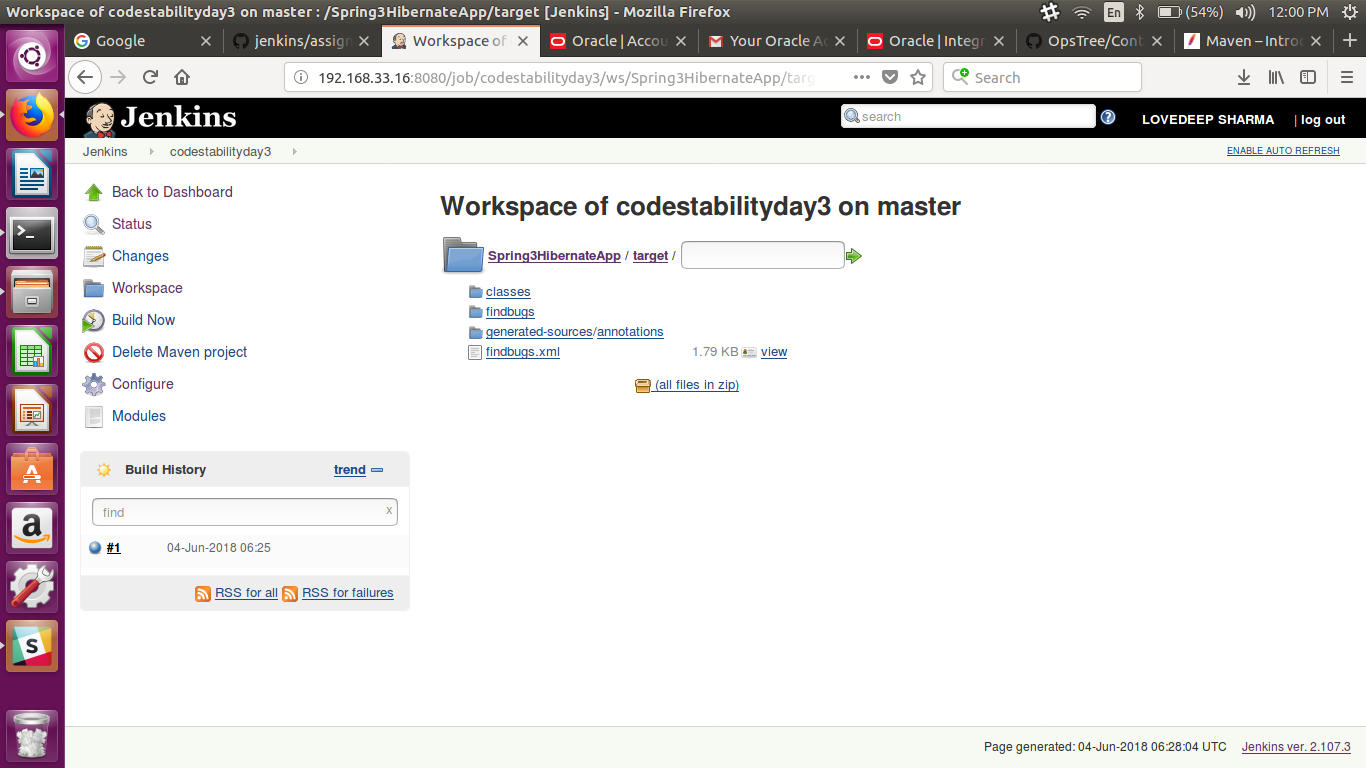 Workspace of codestabilityday3 on master : /Spring3HibernateApp/target [Jenkins] - Mozilla Firefox
En
(54%)
12:00 PM
Google
jenkins/assign
Workspace of
Oracle | Accou
Your Oracle Ac
Oracle | Integr
OpsTree/Cont
Maven – Introd
192.168.33.16:8080/job/codestabilityday3/ws/Spring3HibernateApp/targ
Search
Jenkins
search
LOVEDEEP SHARMA
| log out
Jenkins
codestabilityday3
ENABLE AUTO REFRESH
Back to Dashboard
Status
Changes
Workspace
Build Now
Delete Maven project
Configure
Modules
Build History
trend
find
x
#1
04-Jun-2018 06:25
RSS for all
RSS for failures
Workspace of codestabilityday3 on master
Spring3HibernateApp / target /
classes
findbugs
generated-sources/annotations
findbugs.xml
1.79 KB
view
(all files in zip)
Page generated: 04-Jun-2018 06:28:04 UTC
Jenkins ver. 2.107.3